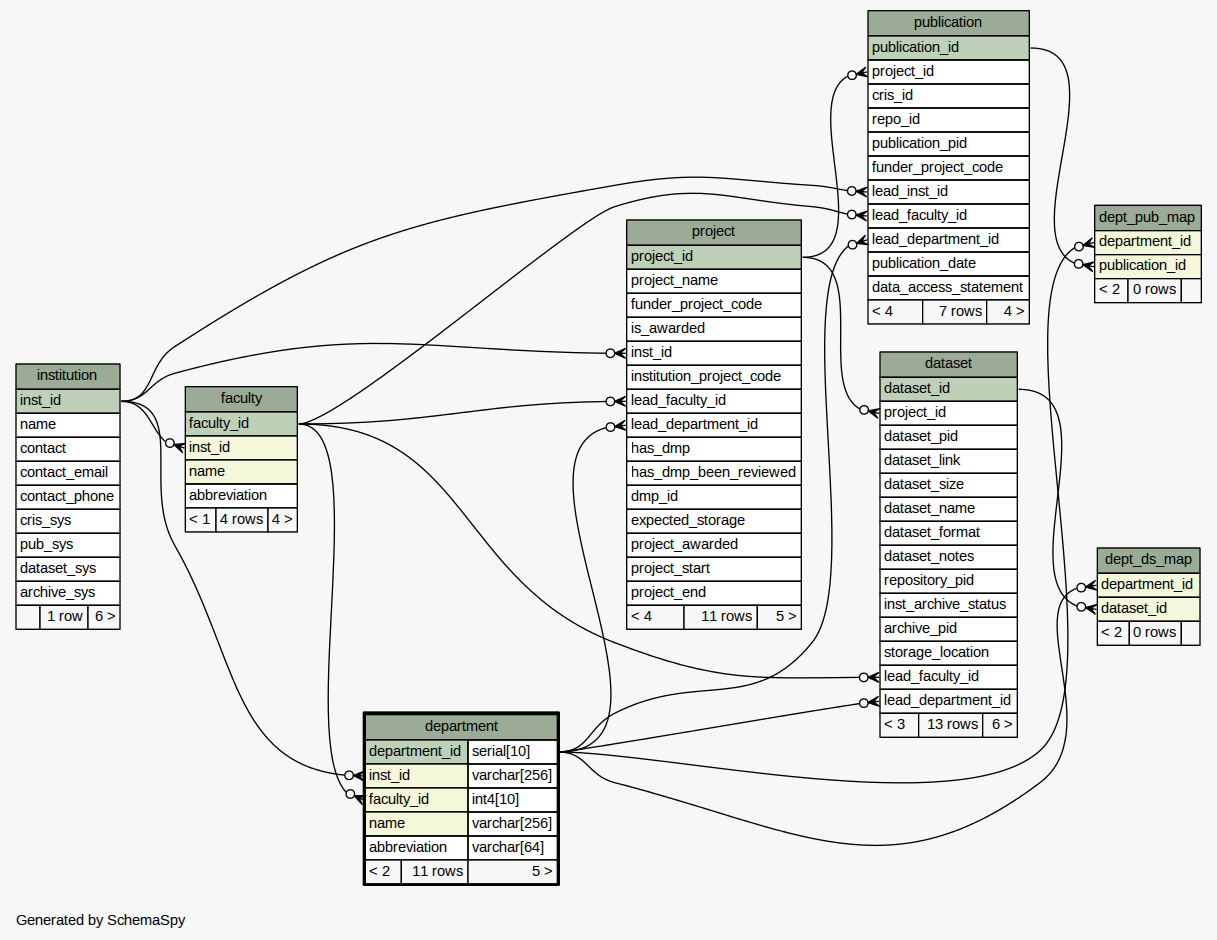 publication
publication_id
project_id
cris_id
repo_id
publication_pid
funder_project_code
lead_inst_id
lead_faculty_id
lead_department_id
publication_date
data_access_statement
< 4 7 rows 4 >
dept_pub_map
department_id
publication_id
< 2 0 rows
project
project_id
project_name
funder_project_code
is_awarded
inst_id
institution_project_code
lead_faculty_id
lead_department_id
has_dmp
has_dmp_been_reviewed
dmp_id
expected_storage
project_awarded
project_start
project_end
< 4 11 rows 5 >
institution
inst_id
name
contact
contact_email
contact_phone
cris_sys
pub_sys
dataset_sys
archive_sys
1 row 6 >
faculty
faculty_id
inst_id
name
abbreviation
< 1 4 rows 4 >
dataset
dataset_id
project_id
dataset_pid
dataset_link
dataset_size
dataset_name
dataset_format
dataset_notes
repository_pid
inst_archive_status
archive_pid
storage_location
lead_faculty_id
lead_department_id
< 3 13 rows 6 >
dept_ds_map
department_id
dataset_id
< 2 0 rows
department
department_id serial[10]
inst_id varchar[256]
faculty_id int4[10]
name varchar[256]
abbreviation varchar[64]
< 2 11 rows 5 >
Generated by SchemaSpy